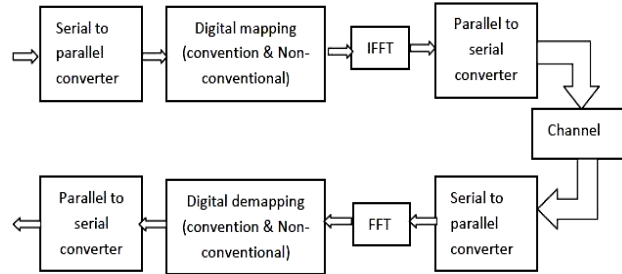 Serial to
parallel
converter
Digital mapping
(convention & Non-
conventional)
IFFT
Parallel to
serial
converter
Channel
Parallel to
serial
converter
Digital demapping
(convention & Non-
conventional)
FFT
Serial to
parallel
converter